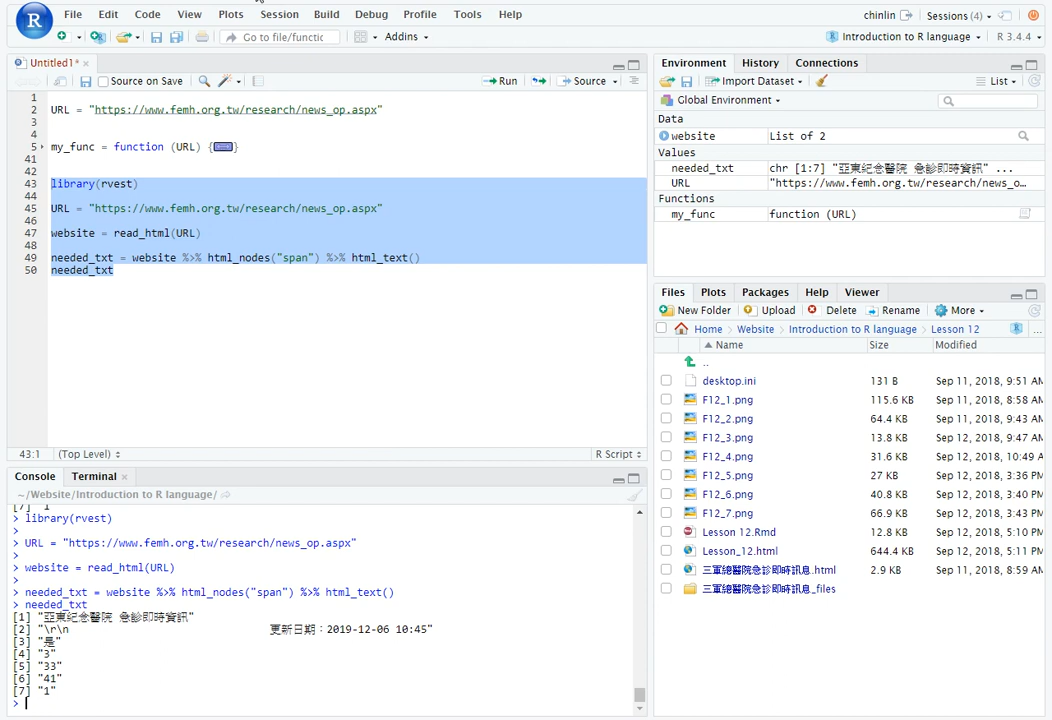 R File Edit Code View Plots Session Build Debug Profile Tools Help chinlin Sessions (4)
Go to file/functic Addins Introduction to R language R 3.4.4
Untitled1*
Source on Save Run Source
1
2 URL = "https://www.femh.org.tw/research/news_op.aspx"
3
4
5 my_func = function (URL) {}
41
42
43 library(rvest)
44
45 URL = "https://www.femh.org.tw/research/news_op.aspx"
46
47 website = read_html(URL)
48
49 needed_txt = website %>% html_nodes("span") %>% html_text()
50 needed_txt
43:1 (Top Level) R Script
Console Terminal
~/Website/Introduction to R language/
[7] "1"
> library(rvest)
>
> URL = "https://www.femh.org.tw/research/news_op.aspx"
>
> website = read_html(URL)
>
> needed_txt = website %>% html_nodes("span") %>% html_text()
> needed_txt
[1] "亞東紀念醫院 急診即時資訊"
[2] "\r\n 更新日期：2019-12-06 10:45"
[3] "是"
[4] "3"
[5] "33"
[6] "41"
[7] "1"
>
Environment History Connections
Import Dataset List
Global Environment
Data
website List of 2
Values
needed_txt chr [1:7] "亞東紀念醫院 急診即時資訊" ...
URL "https://www.femh.org.tw/research/news_o…
Functions
my_func function (URL)
Files Plots Packages Help Viewer
New Folder Upload Delete Rename More
Home Website Introduction to R language Lesson 12 ...
Name Size Modified
..
desktop.ini 131 B Sep 11, 2018, 9:51 AM
F12_1.png 115.6 KB Sep 11, 2018, 8:58 AM
F12_2.png 64.4 KB Sep 11, 2018, 9:43 AM
F12_3.png 13.8 KB Sep 12, 2018, 9:47 AM
F12_4.png 31.6 KB Sep 12, 2018, 10:49 A
F12_5.png 27 KB Sep 12, 2018, 3:36 PM
F12_6.png 40.8 KB Sep 12, 2018, 3:40 PM
F12_7.png 66.9 KB Sep 12, 2018, 3:43 PM
Lesson 12.Rmd 12.8 KB Sep 12, 2018, 5:10 PM
Lesson_12.html 644.4 KB Sep 12, 2018, 5:11 PM
三軍總醫院急診即時訊息.html 2.9 KB Sep 11, 2018, 8:59 AM
三軍總醫院急診即時訊息_files